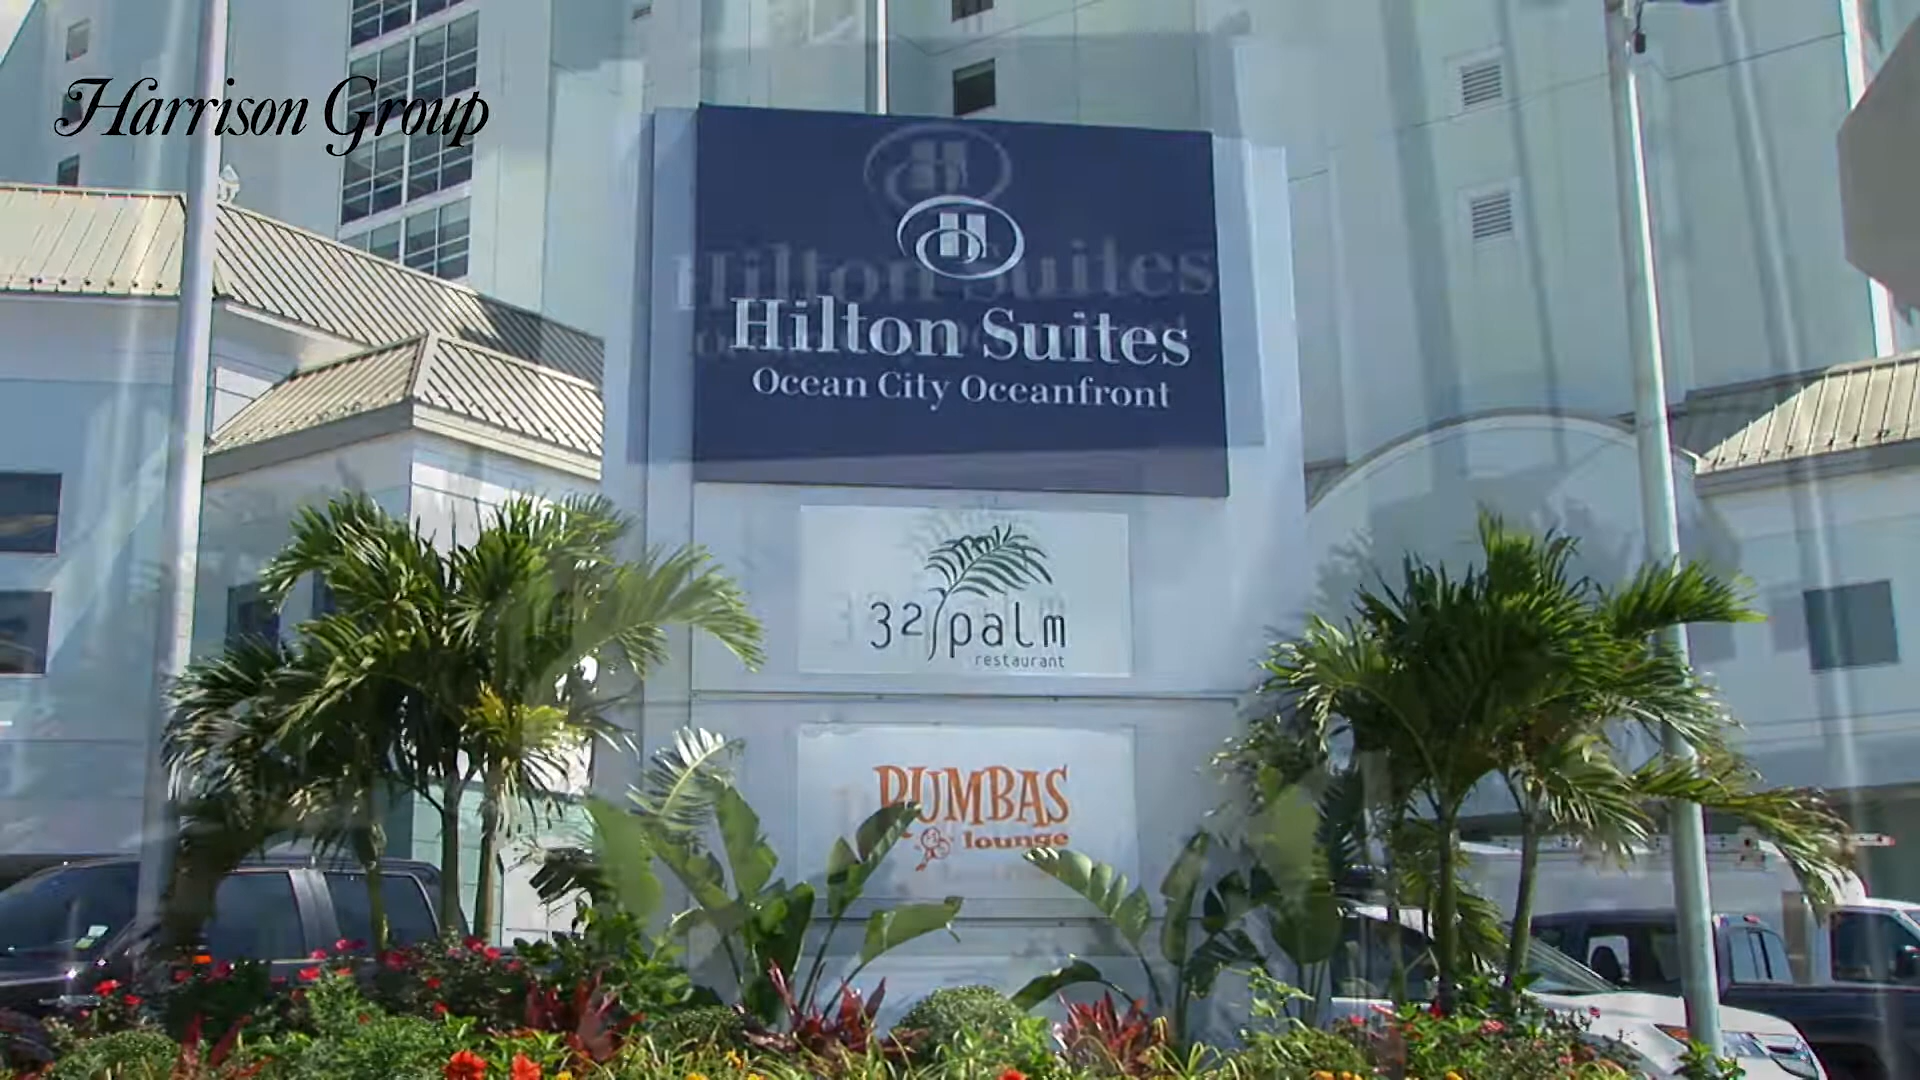 Harrison Group
Hilton Suites
Ocean City Oceanfront
32 palm
restaurant
RUMBAS
lounge